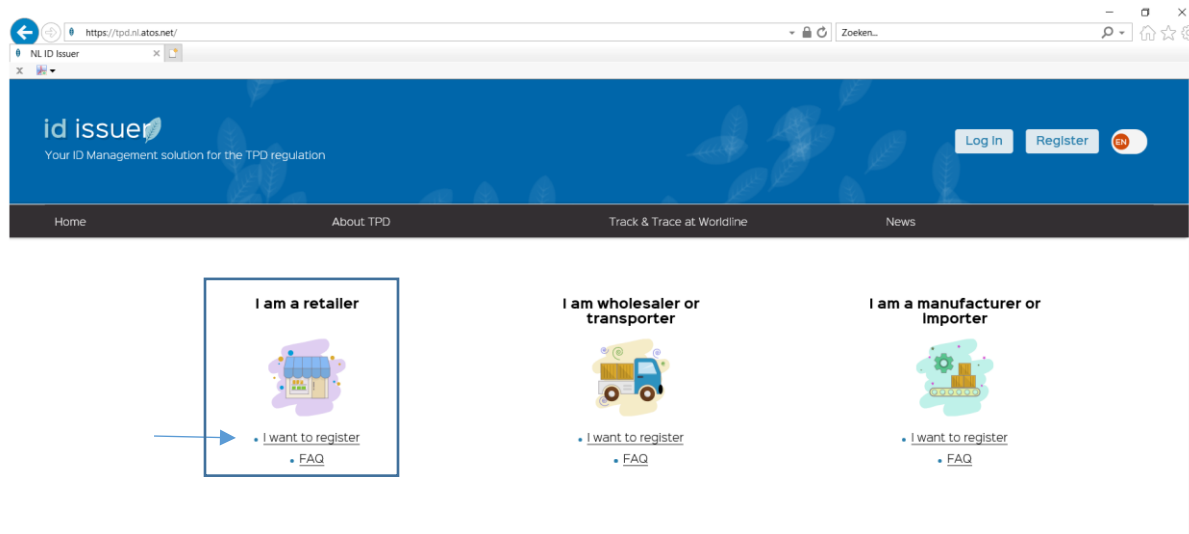 https://tpd.nl.atos.net/
Zoeken...
NL ID Issuer
id issuer
Your ID Management solution for the TPD regulation
Log In
Register
EN
Home
About TPD
Track & Trace at Worldline
News
I am a retailer
I want to register
FAQ
I am wholesaler or
transporter
I want to register
FAQ
I am a manufacturer or
importer
I want to register
FAQ